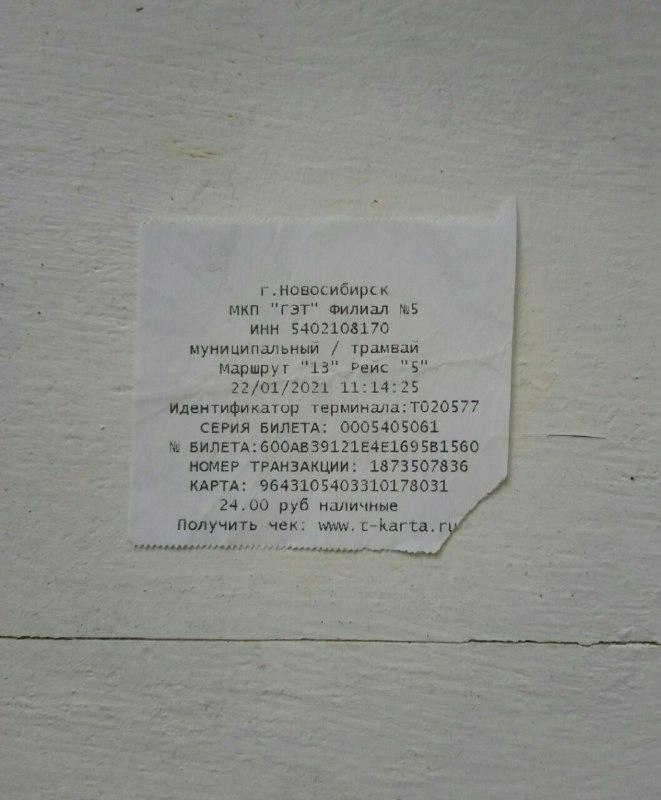 г.Новосибирск
МКП "ГЭТ" Филиал №5
ИНН 5402108170
муниципальный / трамвай
Маршрут "13" Рейс "5"
22/01/2021 11:14:25
Идентификатор терминала:T020577
СЕРИЯ БИЛЕТА: 0005405061
№ БИЛЕТА:600AB39121E4E1695B1560
НОМЕР ТРАНЗАКЦИИ: 1873507836
КАРТА: 9643105403310178031
24.00 руб наличные
Получить чек: www.t-karta.ru